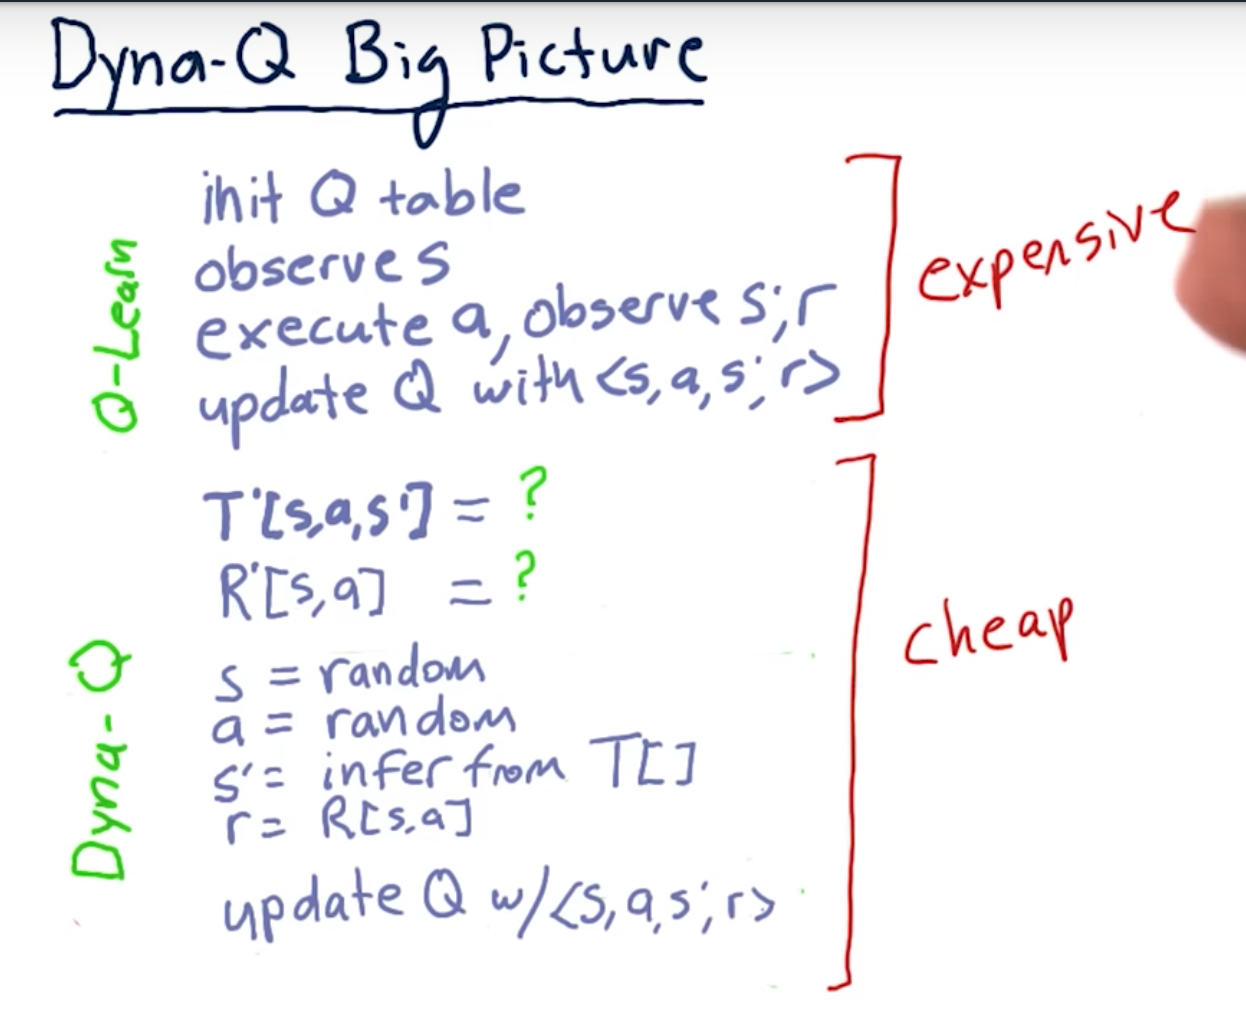 Dyna-Q Big Picture
Q-Learn
init Q table
observe s
execute a, observe s', r
update Q with <s, a, s', r>
expensive
Dyna-Q
T'[s,a,s'] = ?
R'[s,a] = ?
s = random
a = random
s' = infer from T[]
r = R[s,a]
update Q w/<s, a, s', r>
cheap